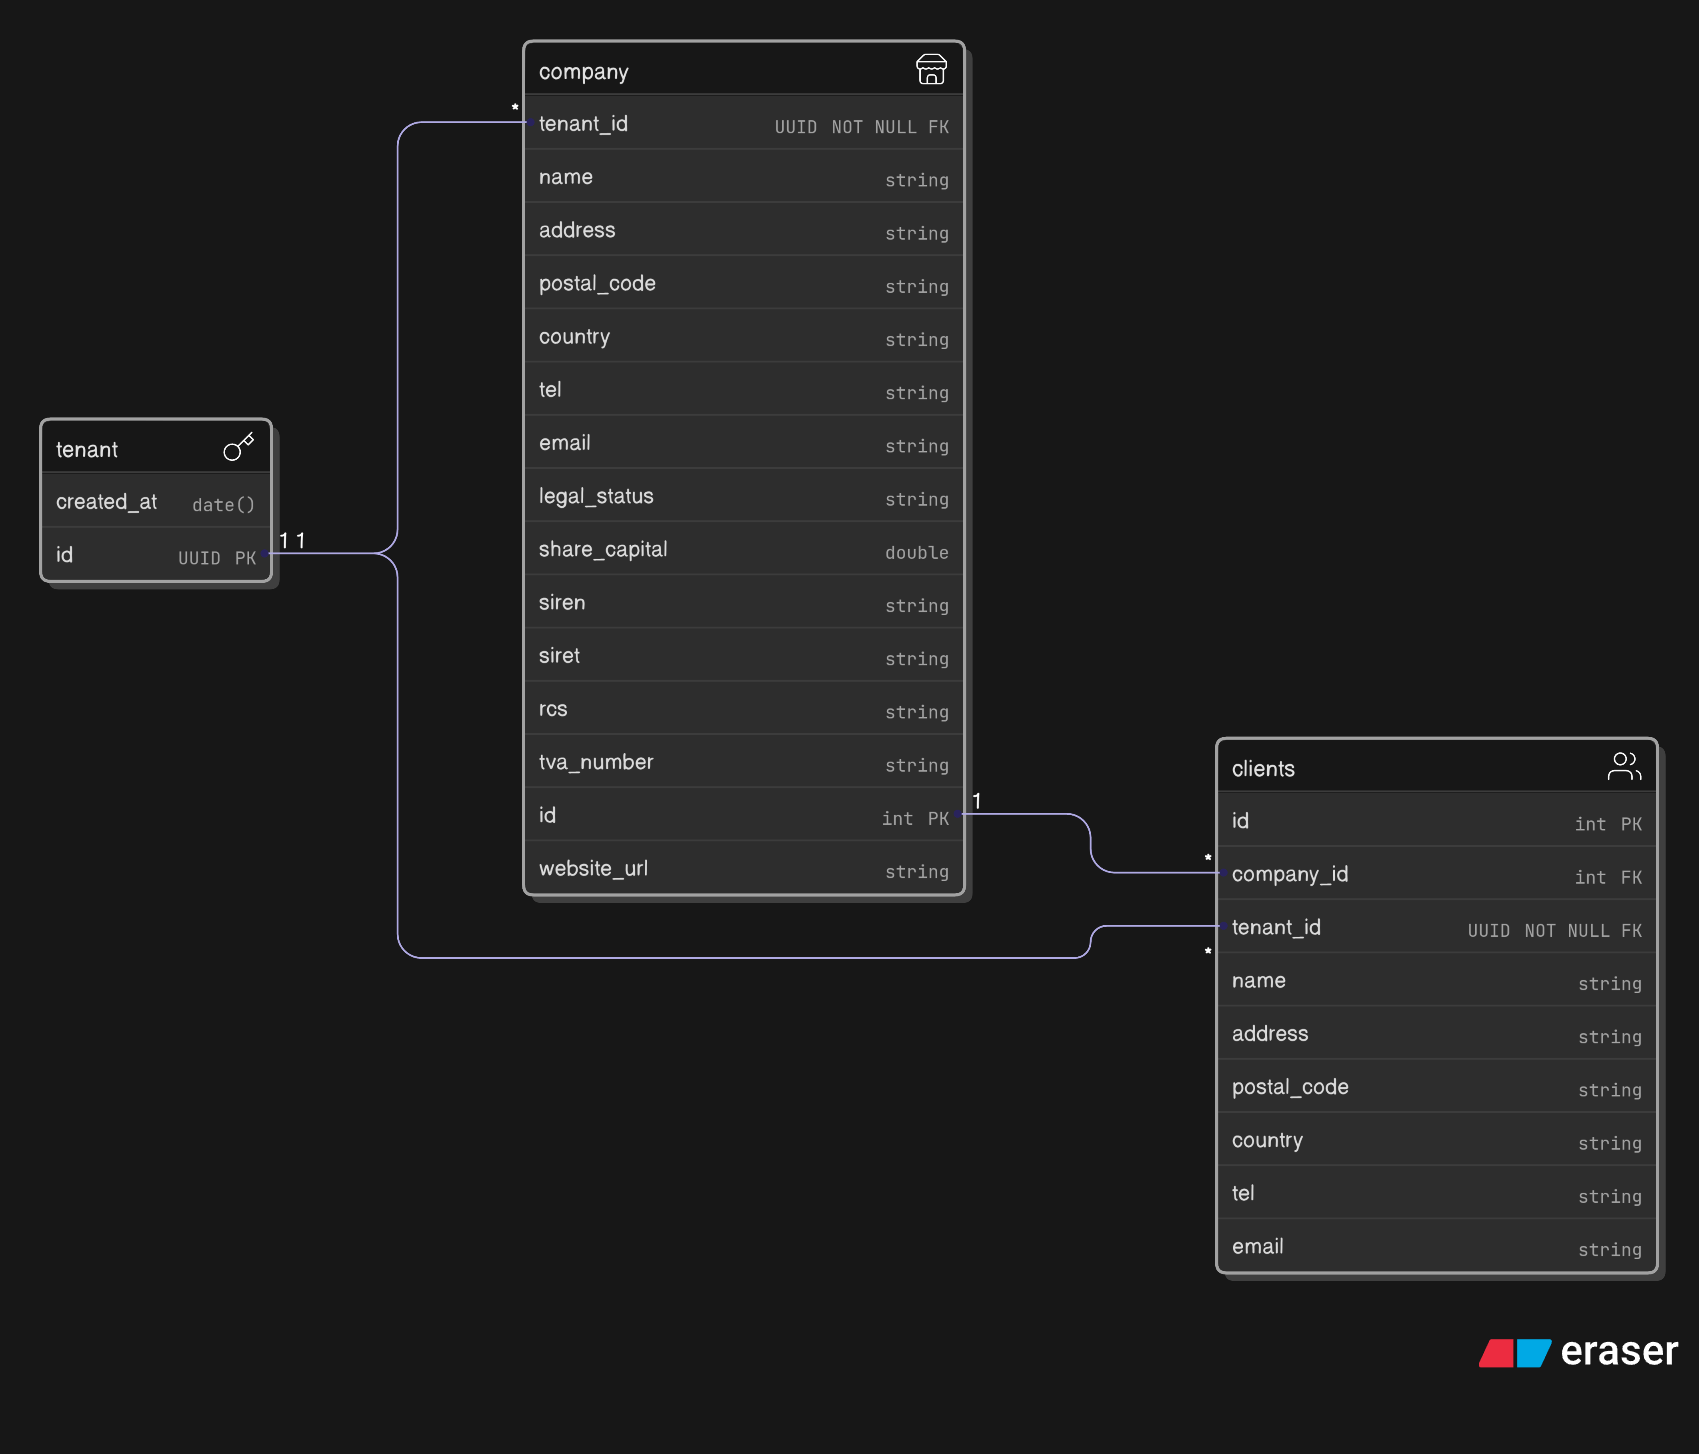 company
*
tenant_id UUID NOT NULL FK
name string
address string
postal_code string
country string
tel string
email string
legal_status string
share_capital double
siren string
siret string
rcs string
tva_number string
id int PK
website_url string
tenant
created_at date()
id UUID PK
1 1
1
clients
id int PK
*
company_id int FK
tenant_id UUID NOT NULL FK
*
name string
address string
postal_code string
country string
tel string
email string
eraser